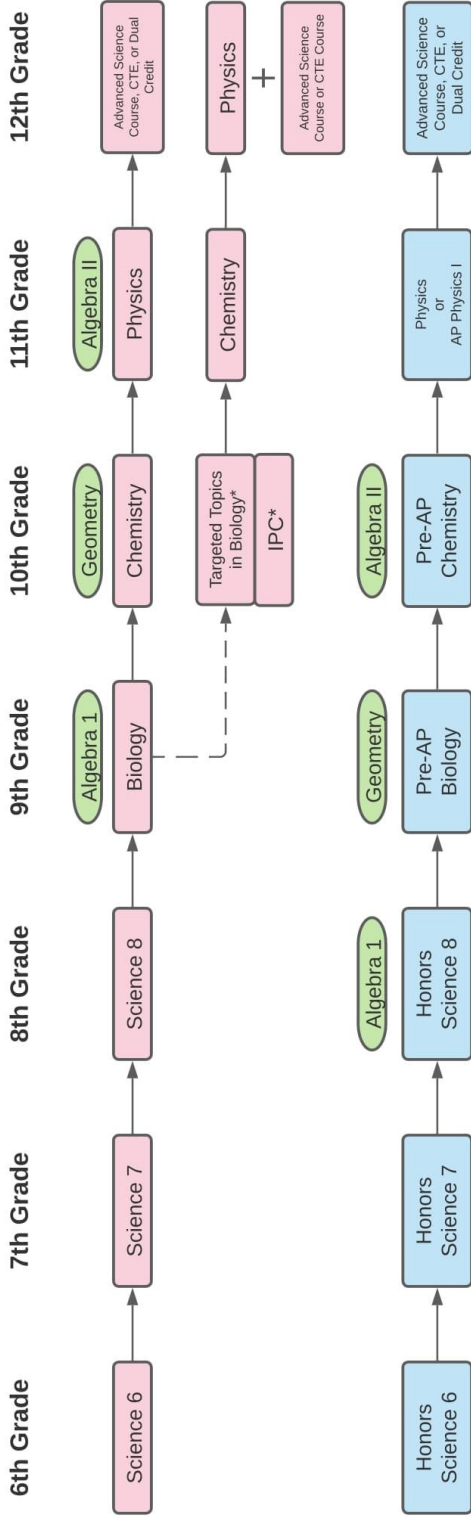 6th Grade
7th Grade
8th Grade
9th Grade
10th Grade
11th Grade
12th Grade
Algebra 1
Geometry
Algebra II
Science 6
Science 7
Science 8
Biology
Chemistry
Physics
Advanced Science
Course, CTE, or Dual
Credit
Targeted Topics
in Biology*
IPC*
Chemistry
Physics
+
Advanced Science
Course or CTE Course
Algebra 1
Geometry
Algebra II
Honors
Science 6
Honors
Science 7
Honors
Science 8
Pre-AP
Biology
Pre-AP
Chemistry
Physics
or
AP Physics I
Advanced Science
Course, CTE, or
Dual Credit